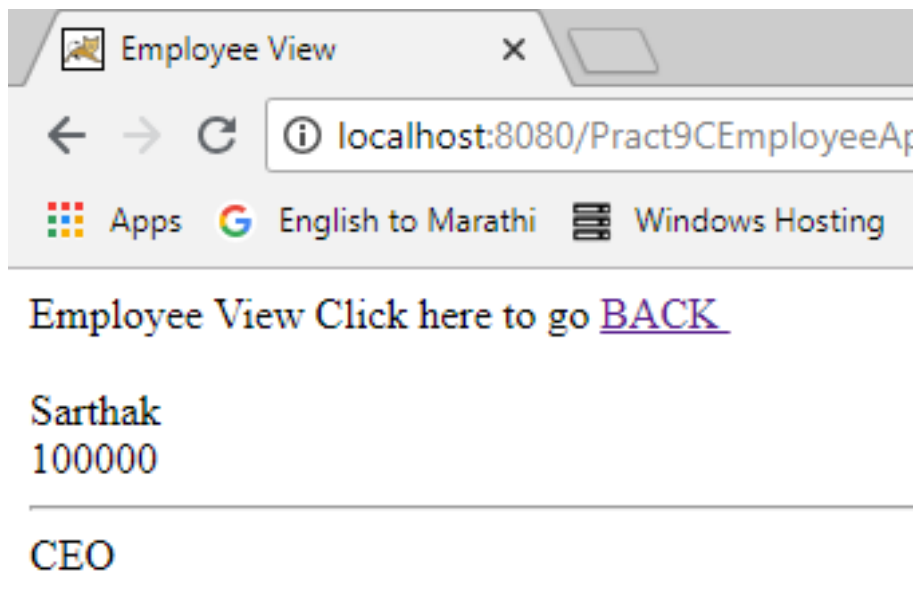 Employee View
localhost:8080/Pract9CEmployeeAp
Apps English to Marathi Windows Hosting
Employee View Click here to go BACK
Sarthak
100000
CEO